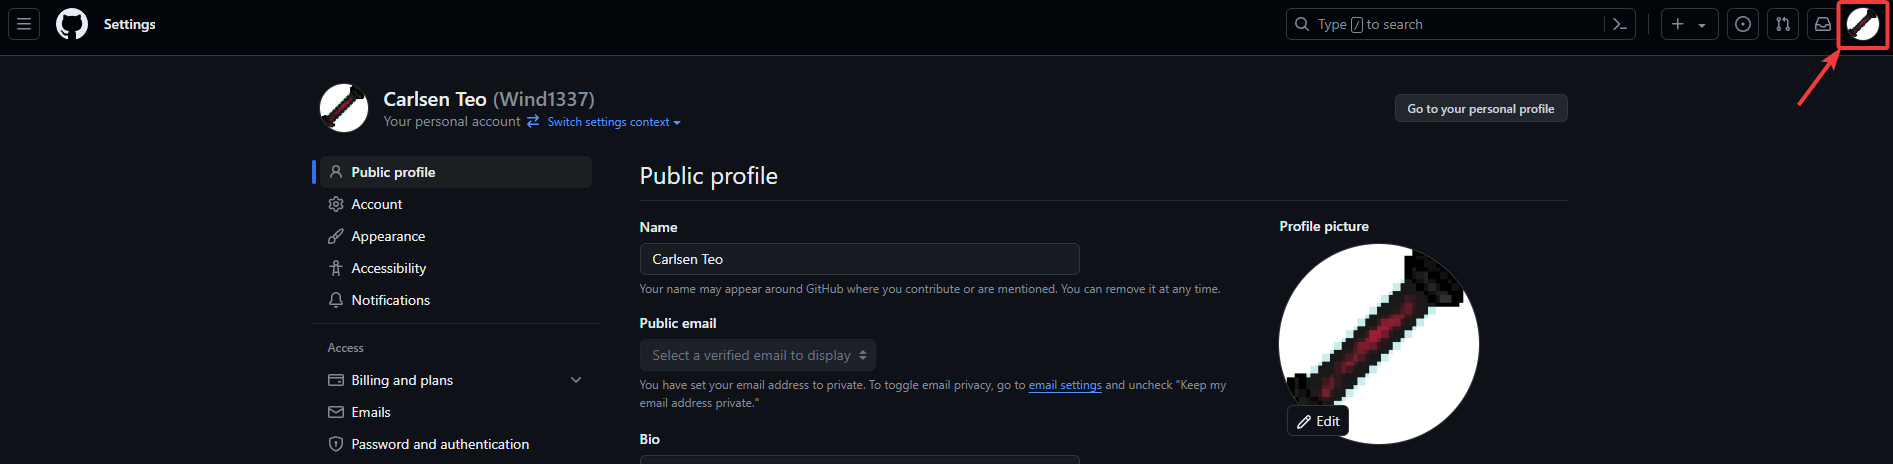 Settings
Type / to search
Carlsen Teo (Wind1337)
Your personal account Switch settings context
Go to your personal profile
Public profile
Account
Appearance
Accessibility
Notifications
Access
Billing and plans
Emails
Password and authentication
Public profile
Name
Carlsen Teo
Your name may appear around GitHub where you contribute or are mentioned. You can remove it at any time.
Public email
Select a verified email to display
You have set your email address to private. To toggle email privacy, go to email settings and uncheck "Keep my
email address private."
Bio
Profile picture
Edit